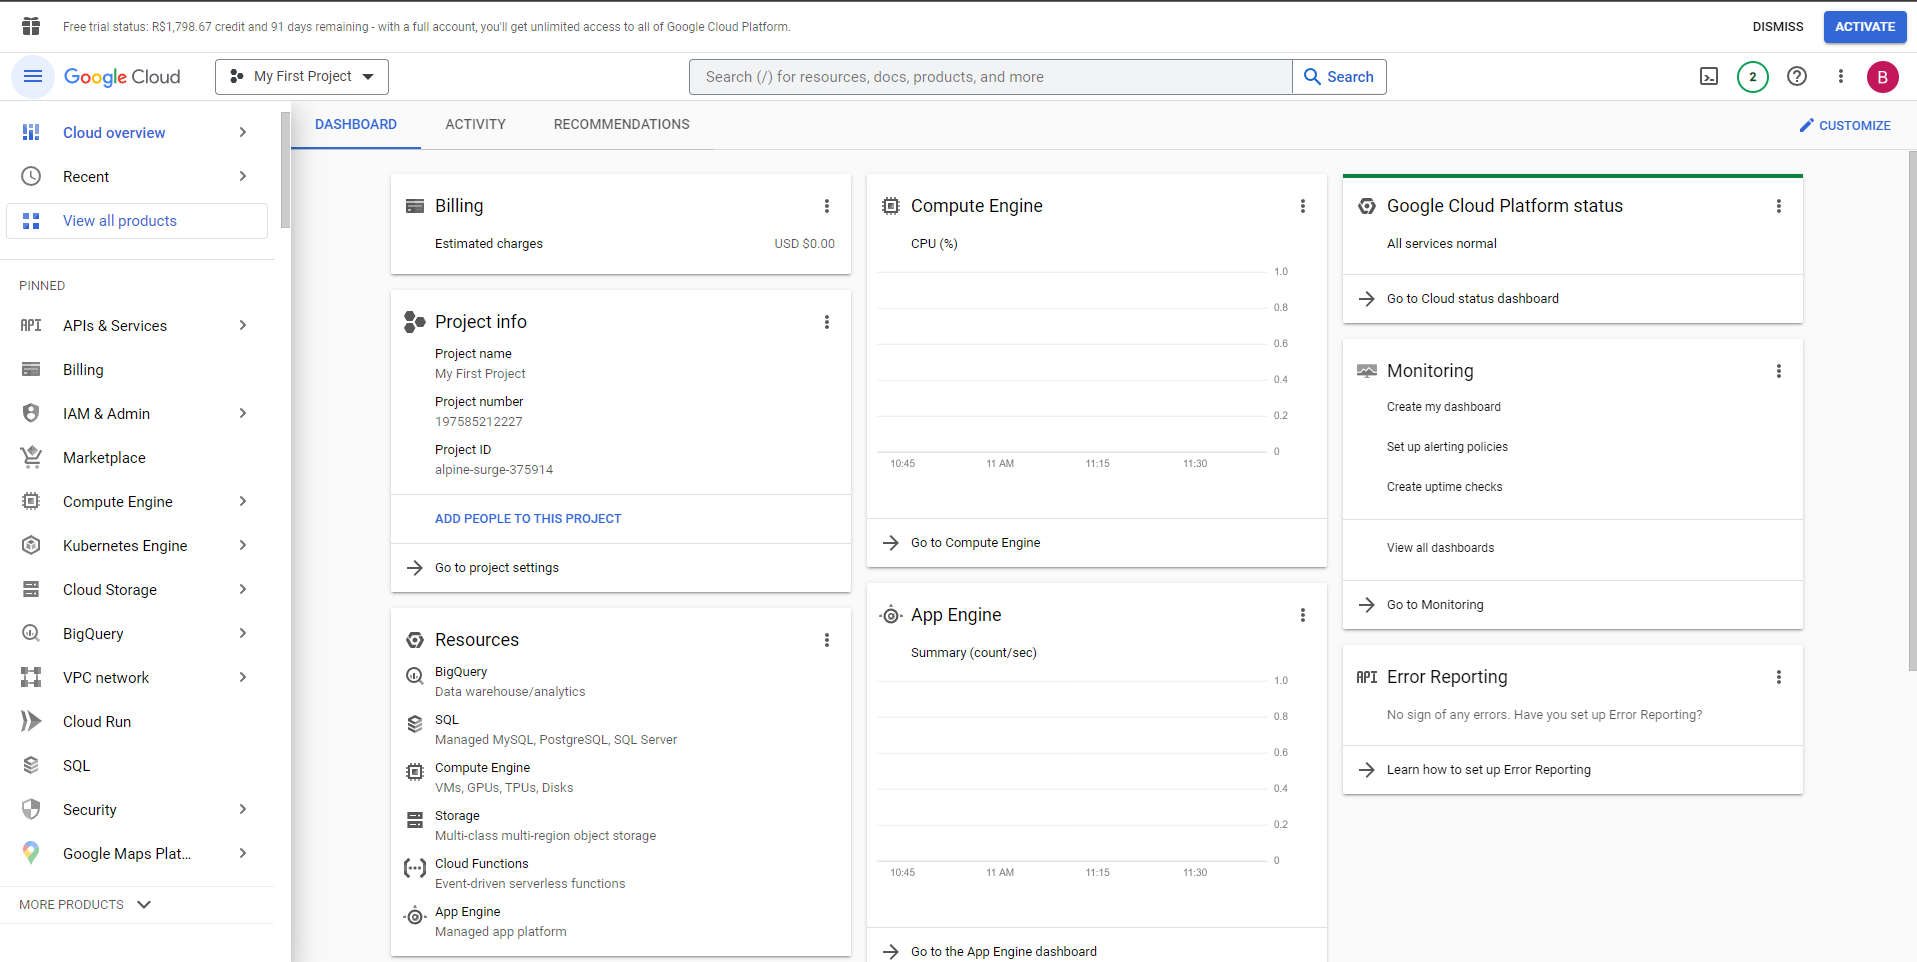 Free trial status: R$1,798.67 credit and 91 days remaining - with a full account, you'll get unlimited access to all of Google Cloud Platform.
DISMISS
ACTIVATE
Google Cloud
My First Project
Search (/) for resources, docs, products, and more
Search
2
B
Cloud overview
Recent
View all products
PINNED
API APIs & Services
Billing
IAM & Admin
Marketplace
Compute Engine
Kubernetes Engine
Cloud Storage
BigQuery
VPC network
Cloud Run
SQL
Security
Google Maps Plat...
MORE PRODUCTS
DASHBOARD
ACTIVITY
RECOMMENDATIONS
CUSTOMIZE
Billing
Estimated charges
USD $0.00
Project info
Project name
My First Project
Project number
197585212227
Project ID
alpine-surge-375914
ADD PEOPLE TO THIS PROJECT
Go to project settings
Resources
BigQuery
Data warehouse/analytics
SQL
Managed MySQL, PostgreSQL, SQL Server
Compute Engine
VMs, GPUs, TPUs, Disks
Storage
Multi-class multi-region object storage
Cloud Functions
Event-driven serverless functions
App Engine
Managed app platform
Compute Engine
CPU (%)
1.0
0.8
0.6
0.4
0.2
0
10:45 11 AM 11:15 11:30
Go to Compute Engine
App Engine
Summary (count/sec)
1.0
0.8
0.6
0.4
0.2
0
10:45 11 AM 11:15 11:30
Go to the App Engine dashboard
Google Cloud Platform status
All services normal
Go to Cloud status dashboard
Monitoring
Create my dashboard
Set up alerting policies
Create uptime checks
View all dashboards
Go to Monitoring
API Error Reporting
No sign of any errors. Have you set up Error Reporting?
Learn how to set up Error Reporting